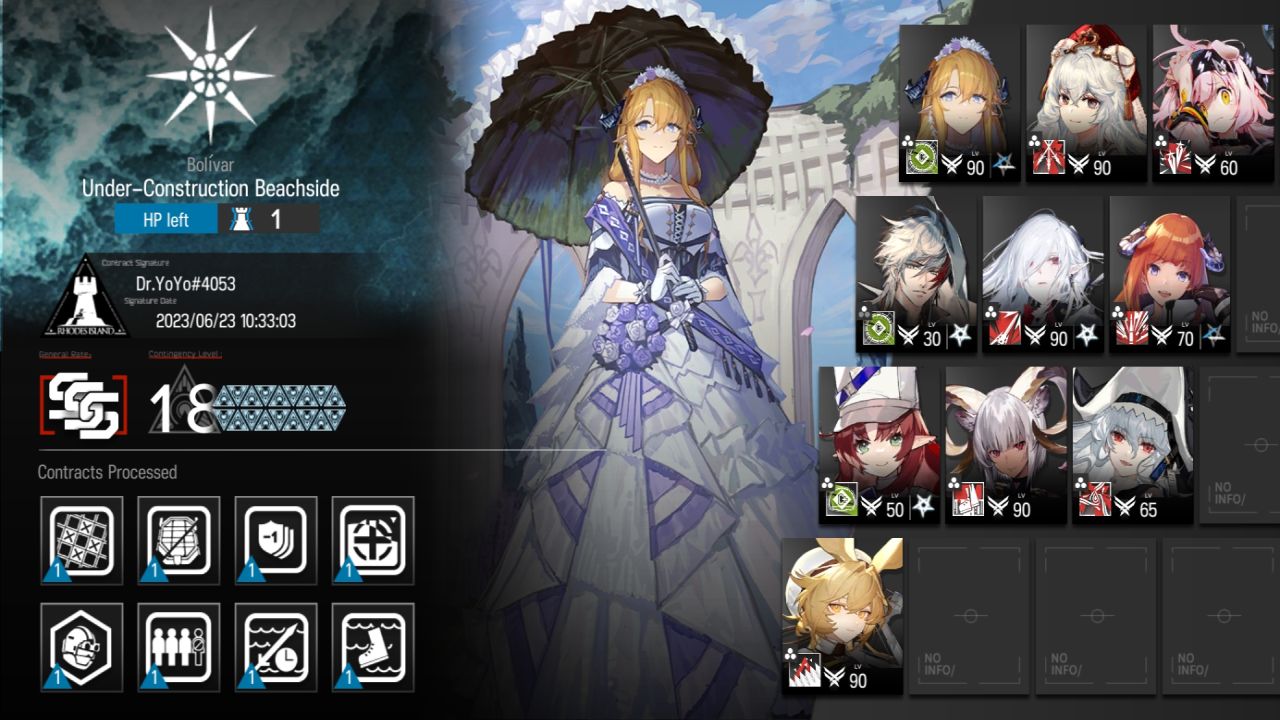 Bolívar
Under-Construction Beachside
HP left
1
Contract Signature
Dr.YoYo#4053
Signature Date
RHODES ISLAND
2023/06/23 10:33:03
General Rate:
Contingency Level :
SSS
18
Contracts Processed
1
1
-1
1
1
1
1
1
1
LV
90
LV
90
LV
60
LV
30
LV
90
LV
70
NO
INFO
LV
50
LV
90
LV
65
NO
INFO/
LV
90
NO
INFO/
NO
INFO/
NO
INFO/